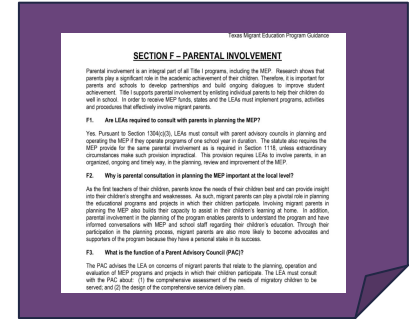 Texas Migrant Education Program Guidance
SECTION F – PARENTAL INVOLVEMENT
Parental involvement is an integral part of all Title I programs, including the MEP. Research shows that
parents play a significant role in the academic achievement of their children. Therefore, it is important for
parents and schools to develop partnerships and build ongoing dialogues to improve student
achievement. Title I supports parental involvement by enlisting individual parents to help their children do
well in school. In order to receive MEP funds, states and the LEAs must implement programs, activities
and procedures that effectively involve migrant parents.
F1. Are LEAs required to consult with parents in planning the MEP?
Yes. Pursuant to Section 1304(c)(3), LEAs must consult with parent advisory councils in planning and
operating the MEP if they operate programs of one school year in duration. The statute also requires the
MEP provide for the same parental involvement as is required in Section 1118, unless extraordinary
circumstances make such provision impractical. This provision requires LEAs to involve parents, in an
organized, ongoing and timely way, in the planning, review and improvement of the MEP.
F2. Why is parental consultation in planning the MEP important at the local level?
As the first teachers of their children, parents know the needs of their children best and can provide insight
into their children's strengths and weaknesses. As such, migrant parents can play a pivotal role in planning
the educational programs and projects in which their children participate. Involving migrant parents in
planning the MEP also builds their capacity to assist in their children's learning at home. In addition,
parental involvement in the planning of the program enables parents to understand the program and have
informed conversations with MEP and school staff regarding their children's education. Through their
participation in the planning process, migrant parents are also more likely to become advocates and
supporters of the program because they have a personal stake in its success.
F3. What is the function of a Parent Advisory Council (PAC)?
The PAC advises the LEA on concerns of migrant parents that relate to the planning, operation and
evaluation of MEP programs and projects in which their children participate. The LEA must consult
with the PAC about: (1) the comprehensive assessment of the needs of migratory children to be
served; and (2) the design of the comprehensive service delivery plan.